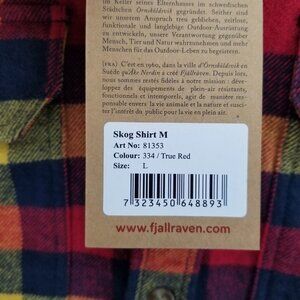 im Keller seines Elternhauses im schwedischen
Städtchen Örnsköldsvik gegründet. Seither sind
wir unserem Anspruch treu geblieben, zeitlose,
funktionale und langlebige Outdoor-Ausrüstung
zu entwickeln, unsere Verantwortung gegenüber
Mensch, Tier und Natur wahrzunehmen und mehr
Menschen für das Outdoor-Leben zu begeistern.
(FRA) C'est en 1960, dans la ville d'Örnsköldsvik en
Suède qu'Åke Nordin a créé Fjällräven. Depuis lors,
nous sommes restés fidèles à notre mission : déve-
lopper des équipements de plein-air résistants,
fonctionnels et intemporels, agir de manière respon-
sable envers la vie animale et la nature et susciter
l'intérêt du public pour la vie en plein air.
Skog Shirt M
Art No: 81353
Colour: 334 / True Red
Size: L
7 323450 648893
www.fjallraven.com